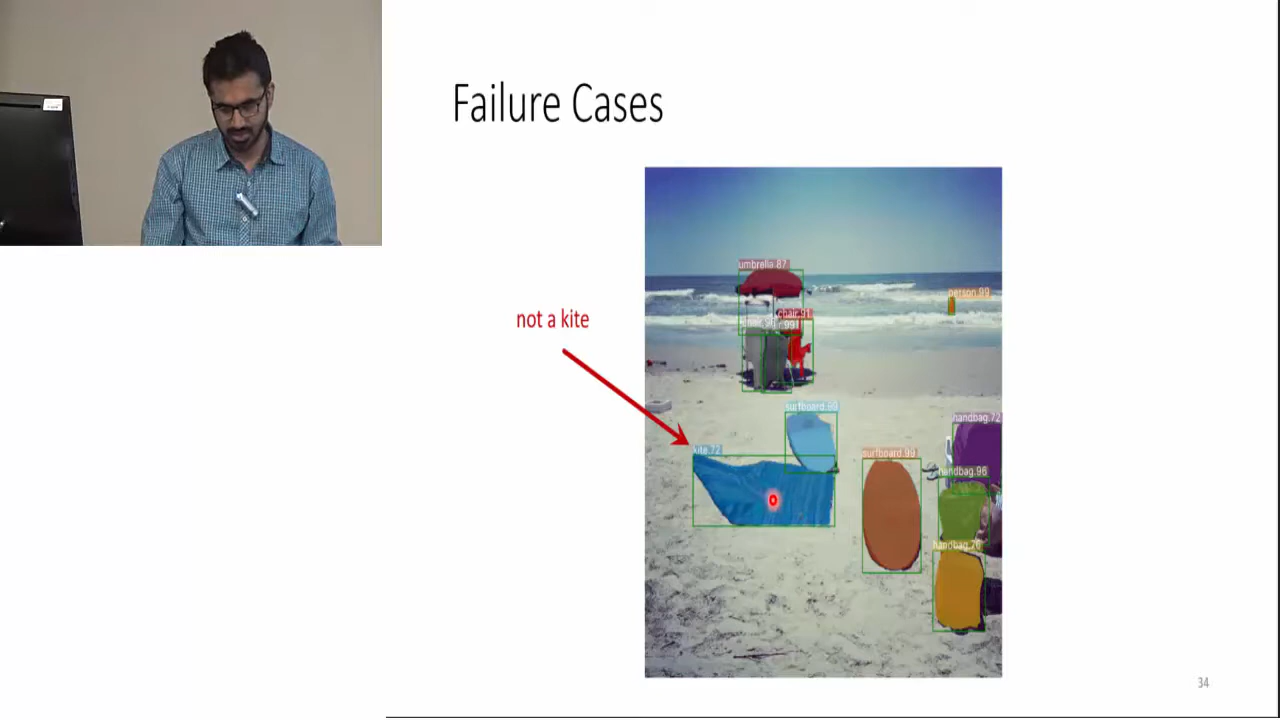 Failure Cases
umbrella.87
person.99
chair.91
not a kite
surfboard.99
handbag.72
kite.72
surfboard.99
handbag.96
handbag.76
34